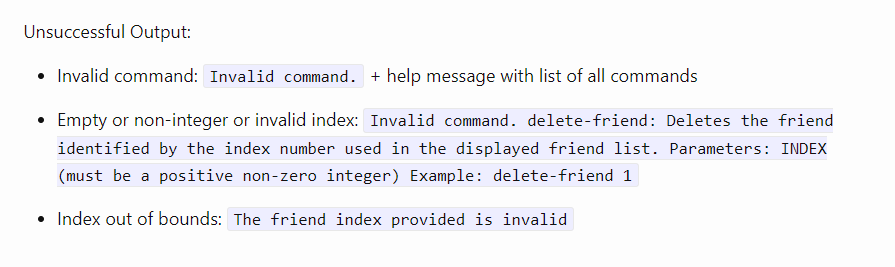 Unsuccessful Output:
• Invalid command: Invalid command. + help message with list of all commands
• Empty or non-integer or invalid index: Invalid command. delete-friend: Deletes the friend
identified by the index number used in the displayed friend list. Parameters: INDEX
(must be a positive non-zero integer) Example: delete-friend 1
• Index out of bounds: The friend index provided is invalid